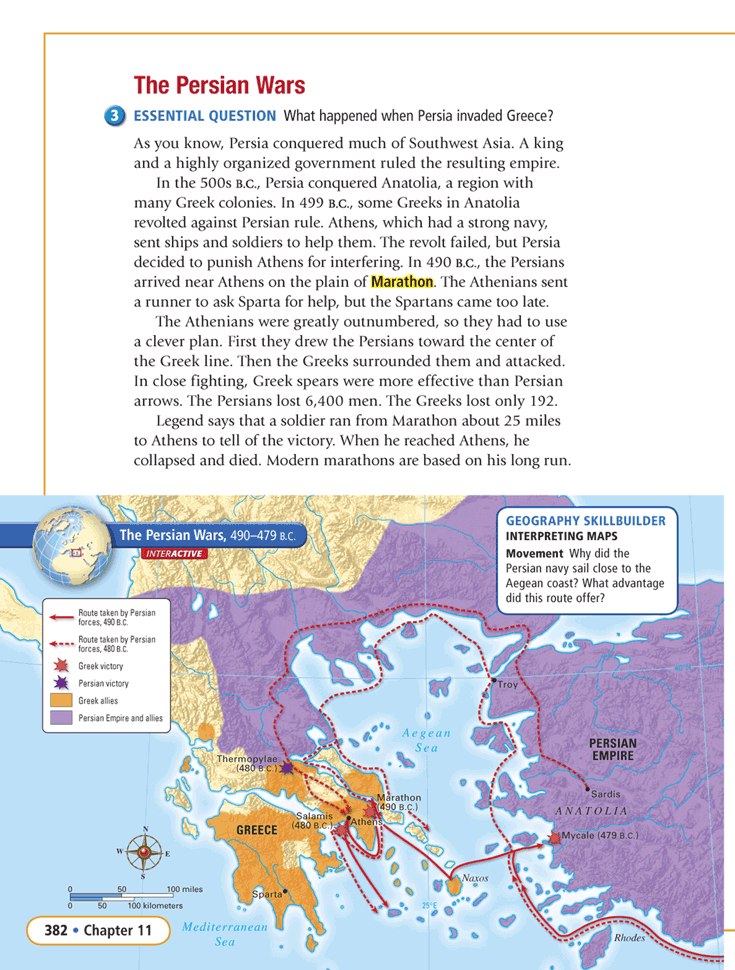 The Persian Wars
3 ESSENTIAL QUESTION What happened when Persia invaded Greece?
As you know, Persia conquered much of Southwest Asia. A king
and a highly organized government ruled the resulting empire.
In the 500s B.C., Persia conquered Anatolia, a region with
many Greek colonies. In 499 B.C., some Greeks in Anatolia
revolted against Persian rule. Athens, which had a strong navy,
sent ships and soldiers to help them. The revolt failed, but Persia
decided to punish Athens for interfering. In 490 B.C., the Persians
arrived near Athens on the plain of Marathon. The Athenians sent
a runner to ask Sparta for help, but the Spartans came too late.
The Athenians were greatly outnumbered, so they had to use
a clever plan. First they drew the Persians toward the center of
the Greek line. Then the Greeks surrounded them and attacked.
In close fighting, Greek spears were more effective than Persian
arrows. The Persians lost 6,400 men. The Greeks lost only 192.
Legend says that a soldier ran from Marathon about 25 miles
to Athens to tell of the victory. When he reached Athens, he
collapsed and died. Modern marathons are based on his long run.
The Persian Wars, 490–479 B.C.
INTERACTIVE
GEOGRAPHY SKILLBUILDER
INTERPRETING MAPS
Movement Why did the
Persian navy sail close to the
Aegean coast? What advantage
did this route offer?
Route taken by Persian
forces, 490 B.C.
Route taken by Persian
forces, 480 B.C.
Greek victory
Persian victory
Greek allies
Persian Empire and allies
40°N
Troy
Aegean
Sea
PERSIAN
EMPIRE
Thermopylae
(480 B.C.)
Sardis
Marathon
(490 B.C.)
ANATOLIA
Salamis
(480 B.C.)
Athens
GREECE
Mycale (479 B.C.)
N
W
E
S
Naxos
0 50 100 miles
0 50 100 kilometers
Sparta
25°E
Mediterranean
Sea
Rhodes
382 • Chapter 11